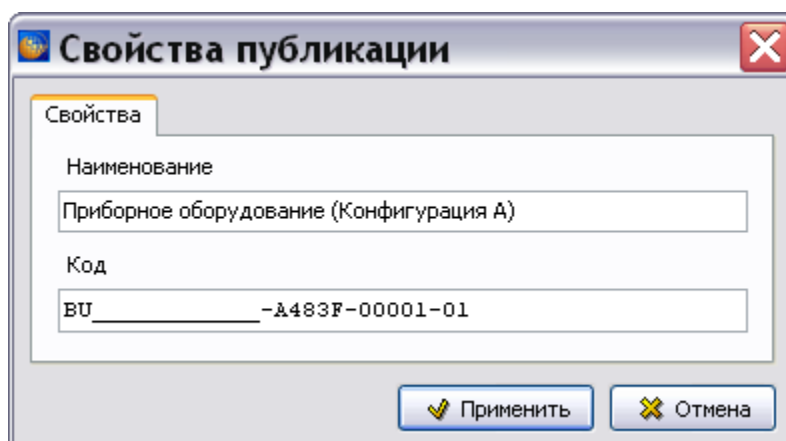 Свойства публикации
Свойства
Наименование
Приборное оборудование (Конфигурация А)
Код
BU____________-A483F-00001-01
Применить
Отмена